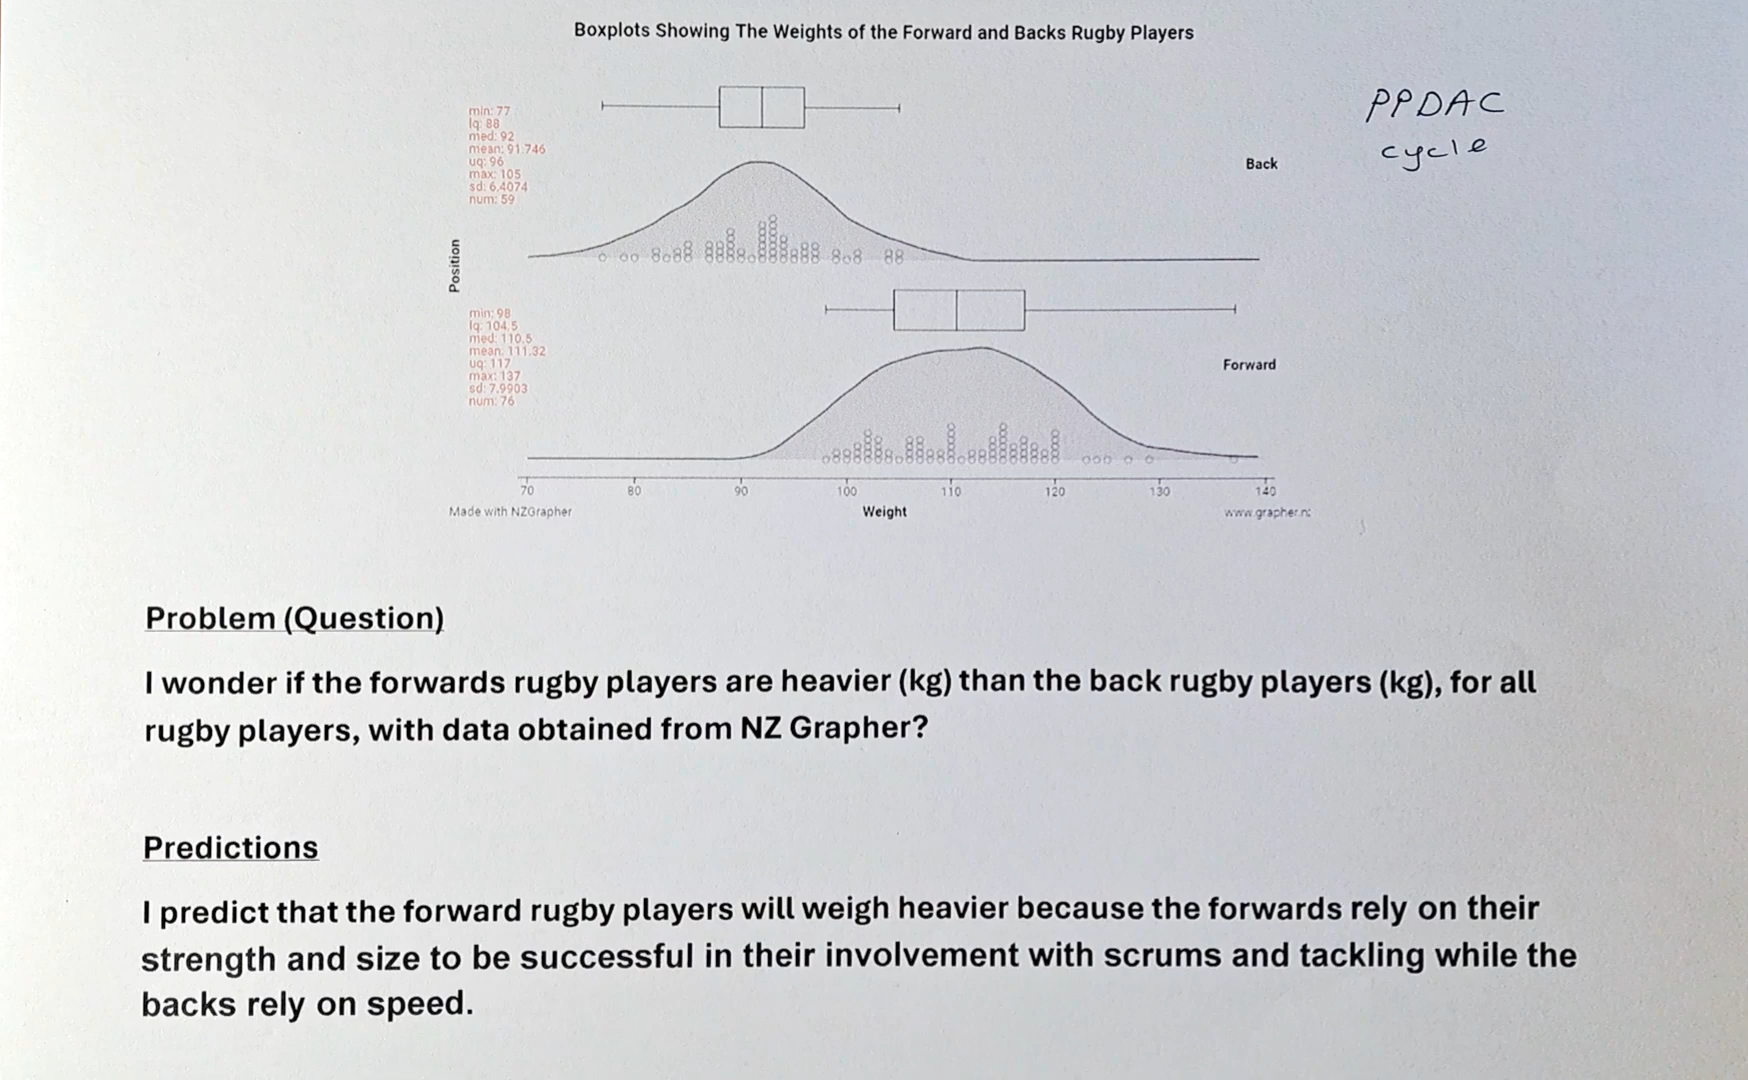 Boxplots Showing The Weights of the Forward and Backs Rugby Players
PPDAC
cycle
min: 77
lq: 88
med: 92
mean: 91.746
uq: 96
max: 105
sd: 6.4074
num: 59
Back
Position
min: 98
lq: 104.5
med: 110.5
mean: 111.32
uq: 117
max: 137
sd: 7.9903
num: 76
Forward
70 80 90 100 110 120 130 140
Made with NZGrapher Weight www.grapher.nz
Problem (Question)
I wonder if the forwards rugby players are heavier (kg) than the back rugby players (kg), for all
rugby players, with data obtained from NZ Grapher?
Predictions
I predict that the forward rugby players will weigh heavier because the forwards rely on their
strength and size to be successful in their involvement with scrums and tackling while the
backs rely on speed.